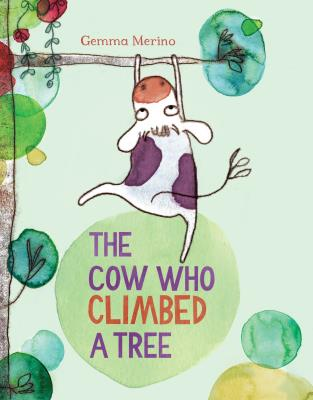 Gemma Merino
THE
COW WHO
CLIMBED
A TREE